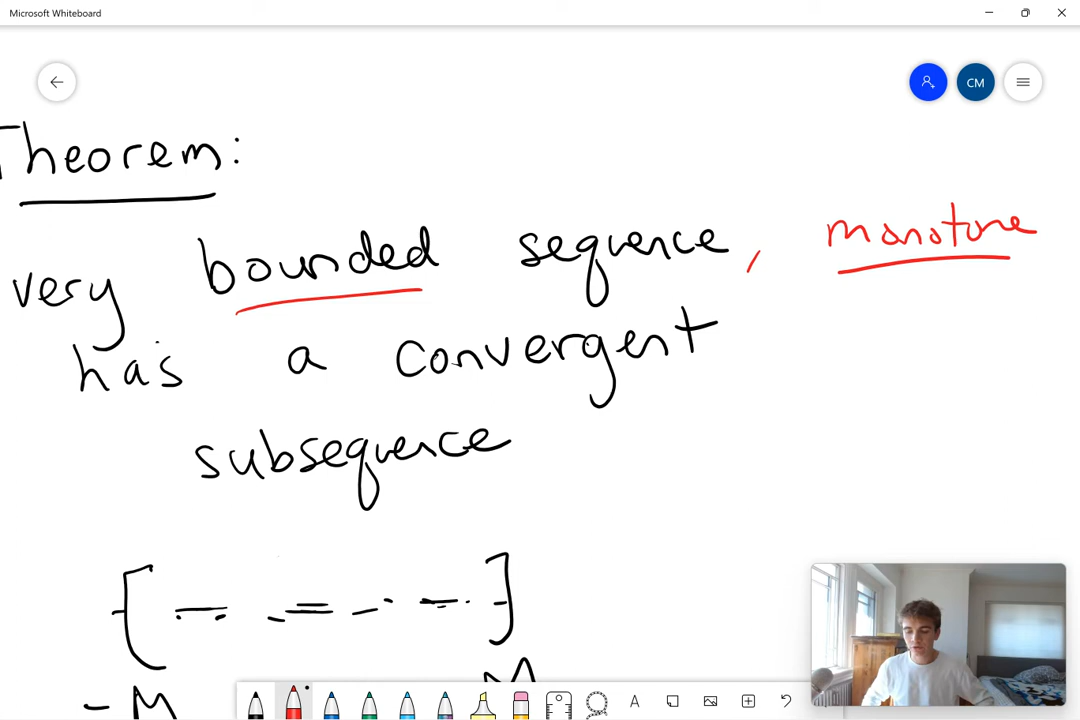 Microsoft Whiteboard
CM
Theorem:
very bounded sequence, monotone
has a convergent
subsequence
- M M
A